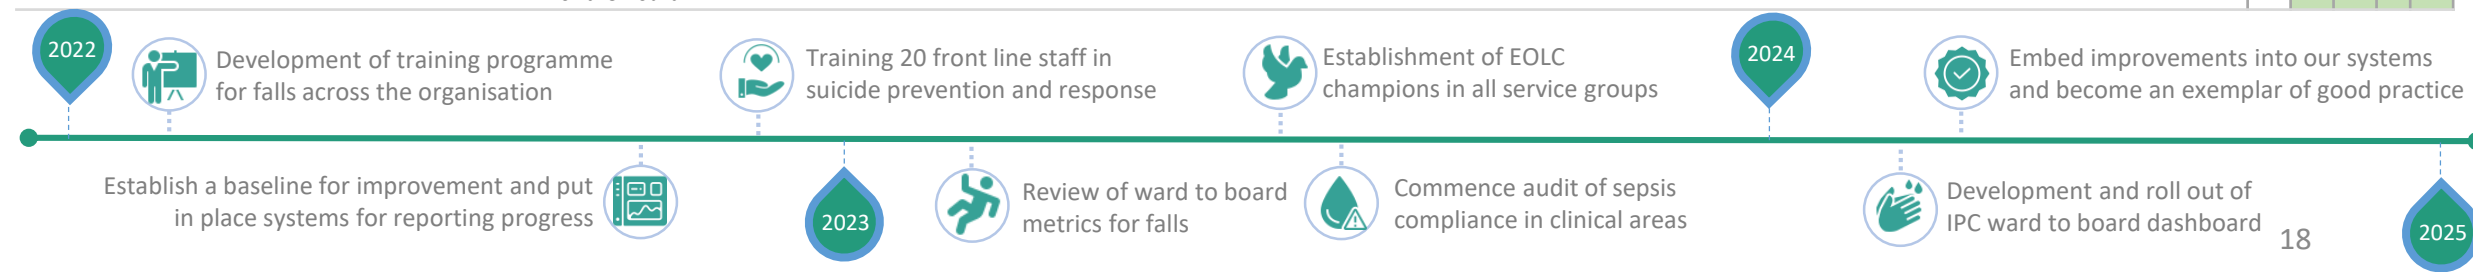 2022
Development of training programme
for falls across the organisation
Training 20 front line staff in
suicide prevention and response
Establishment of EOLC
champions in all service groups
2024
Embed improvements into our systems
and become an exemplar of good practice
Establish a baseline for improvement and put
in place systems for reporting progress
2023
Review of ward to board
metrics for falls
Commence audit of sepsis
compliance in clinical areas
Development and roll out of
IPC ward to board dashboard
18
2025